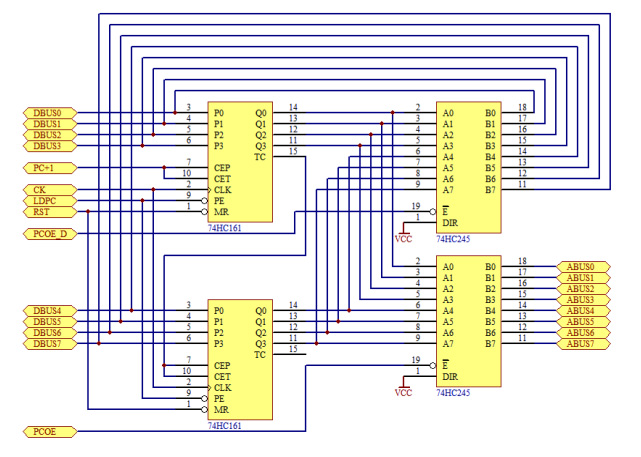 DBUS0 3 P0 Q0 14 2 A0 B0 18
DBUS1 4 P1 Q1 13 3 A1 B1 17
DBUS2 5 P2 Q2 12 4 A2 B2 16
DBUS3 6 P3 Q3 11 5 A3 B3 15
TC 15 6 A4 B4 14
PC+1 7 CEP 7 A5 B5 13
10 CET 8 A6 B6 12
CK 2 CLK 9 A7 B7 11
LDPC 9 PE
RST 1 MR 19 E
74HC161 1 DIR
PCOE_D
VCC 74HC245
2 A0 B0 18 ABUS0
3 A1 B1 17 ABUS1
4 A2 B2 16 ABUS2
5 A3 B3 15 ABUS3
DBUS4 3 P0 Q0 14 6 A4 B4 14 ABUS4
DBUS5 4 P1 Q1 13 7 A5 B5 13 ABUS5
DBUS6 5 P2 Q2 12 8 A6 B6 12 ABUS6
DBUS7 6 P3 Q3 11 9 A7 B7 11 ABUS7
TC 15
7 CEP 19 E
10 CET 1 DIR
2 CLK
9 PE VCC 74HC245
1 MR
74HC161
PCOE